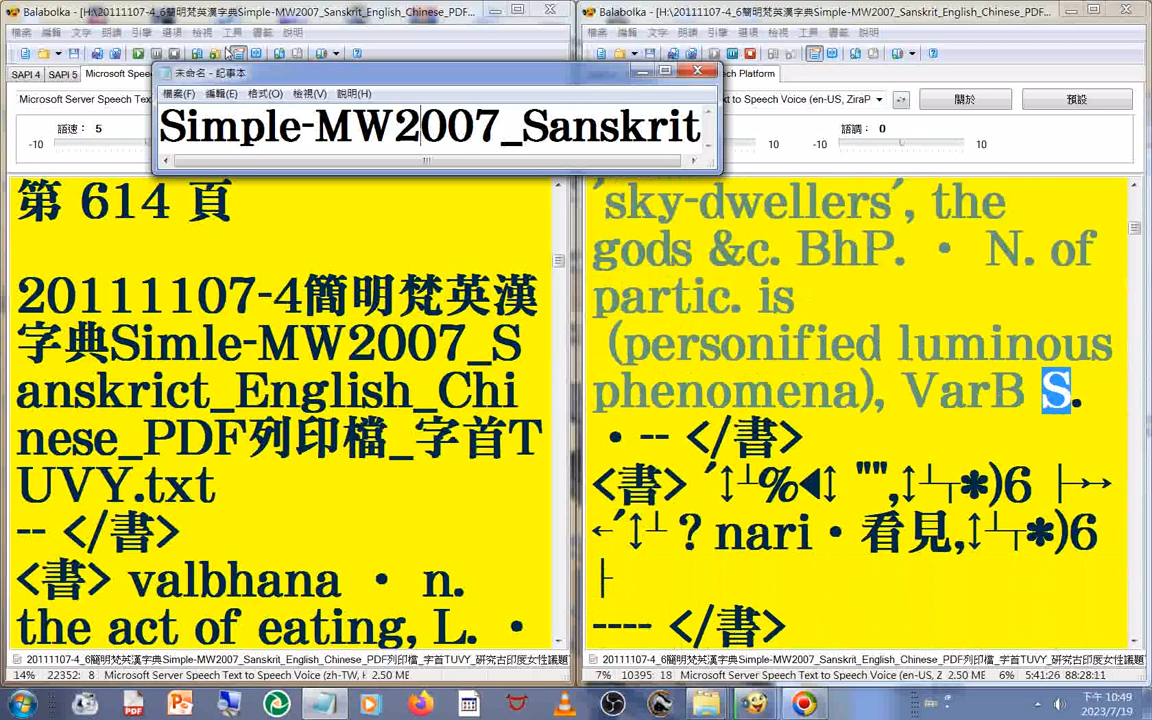 Balabolka - [H:\20111107-4_6簡明梵英漢字典Simple-MW2007_Sanskrit_English_Chinese_PDF...
檔案 編輯 文字 朗讀 引擎 選項 檢視 工具 書籤 說明
SAPI 4 SAPI 5 Microsoft Speech
Microsoft Server Speech Text
語速： 5
-10
未命名 - 記事本
檔案(F) 編輯(E) 格式(O) 檢視(V) 說明(H)
Simple-MW2007_Sanskrit
第 614 頁
20111107-4簡明梵英漢
字典Simle-MW2007_S
anskrict_English_Chi
nese_PDF列印檔_字首T
UVY.txt
-- </書>
<書> valbhana • n.
the act of eating, L. •
20111107-4_6簡明梵英漢字典Simple-MW2007_Sanskrit_English_Chinese_PDF列印檔_字首TUVY_研究古印度女性議題
14% 22352: 8 Microsoft Server Speech Text to Speech Voice (zh-TW, H 2.50 MB
Balabolka - [H:\20111107-4_6簡明梵英漢字典Simple-MW2007_Sanskrit_English_Chinese_PDF...
檔案 編輯 文字 朗讀 引擎 選項 檢視 工具 書籤 說明
ch Platform
t to Speech Voice (en-US, ZiraP
關於
預設
語調： 0
10 -10 10
'sky-dwellers', the
gods &c. BhP. • N. of
partic. is
(personified luminous
phenomena), VarB S.
• -- </書>
<書> ´↕┴%◀↕ "",↕┴┬✱)6 ├→→
←´↕┴ ? nari • 看見,↕┴┬✱)6
├
---- </書>
20111107-4_6簡明梵英漢字典Simple-MW2007_Sanskrit_English_Chinese_PDF列印檔_字首TUVY_研究古印度女性議題
7% 10395: 18 Microsoft Server Speech Text to Speech Voice (en-US, Z 2.50 MB 6% 5:41:26 88:28:11
下午 10:49
2023/7/19